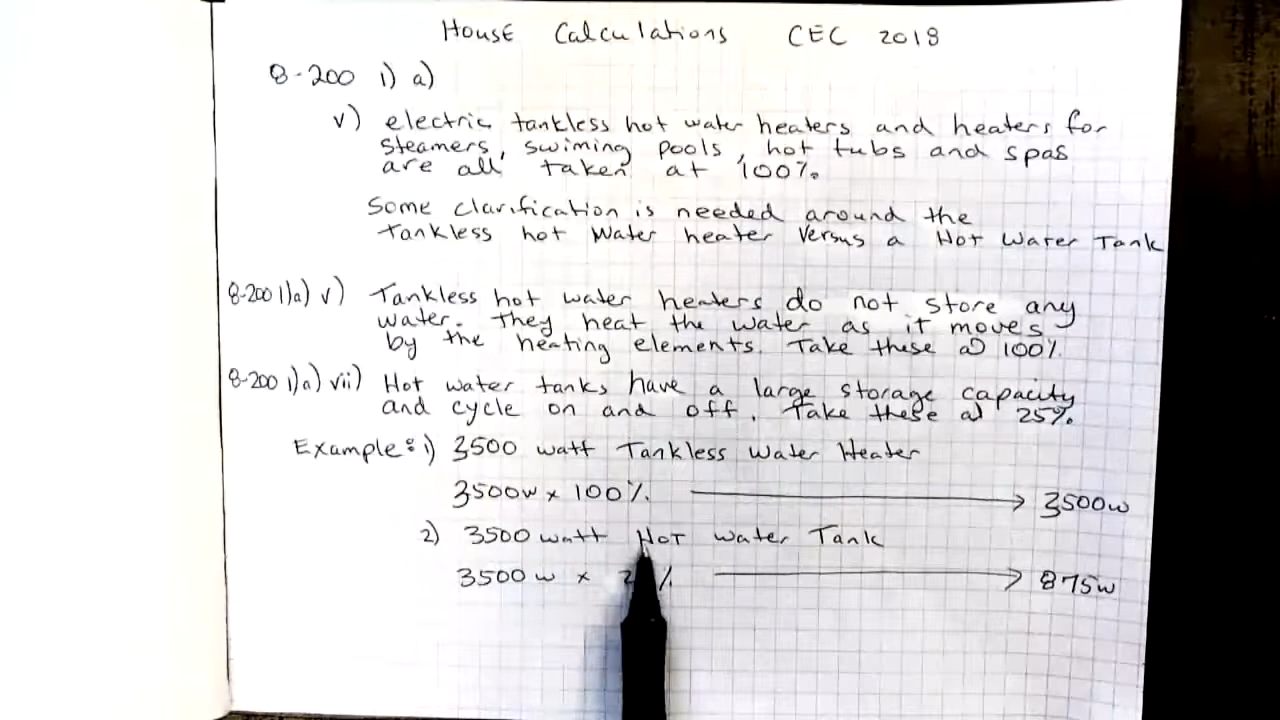 House Calculations CEC 2018
8-200 1) a)
v) electric tankless hot water heaters and heaters for
steamers, swiming pools, hot tubs and spas
are all taken at 100%.
Some clarification is needed around the
Tankless hot water heater versus a Hot Water Tank
8-200 1)a) v) Tankless hot water heaters do not store any
water. They heat the water as it moves
by the heating elements. Take these @ 100%.
8-200 1)a) vii) Hot water tanks have a large storage capacity
and cycle on and off. Take these @ 25%.
Example: 1) 3500 watt Tankless Water Heater
3500w x 100% → 3500w
2) 3500 watt Hot water Tank
3500w x 2 % → 875w